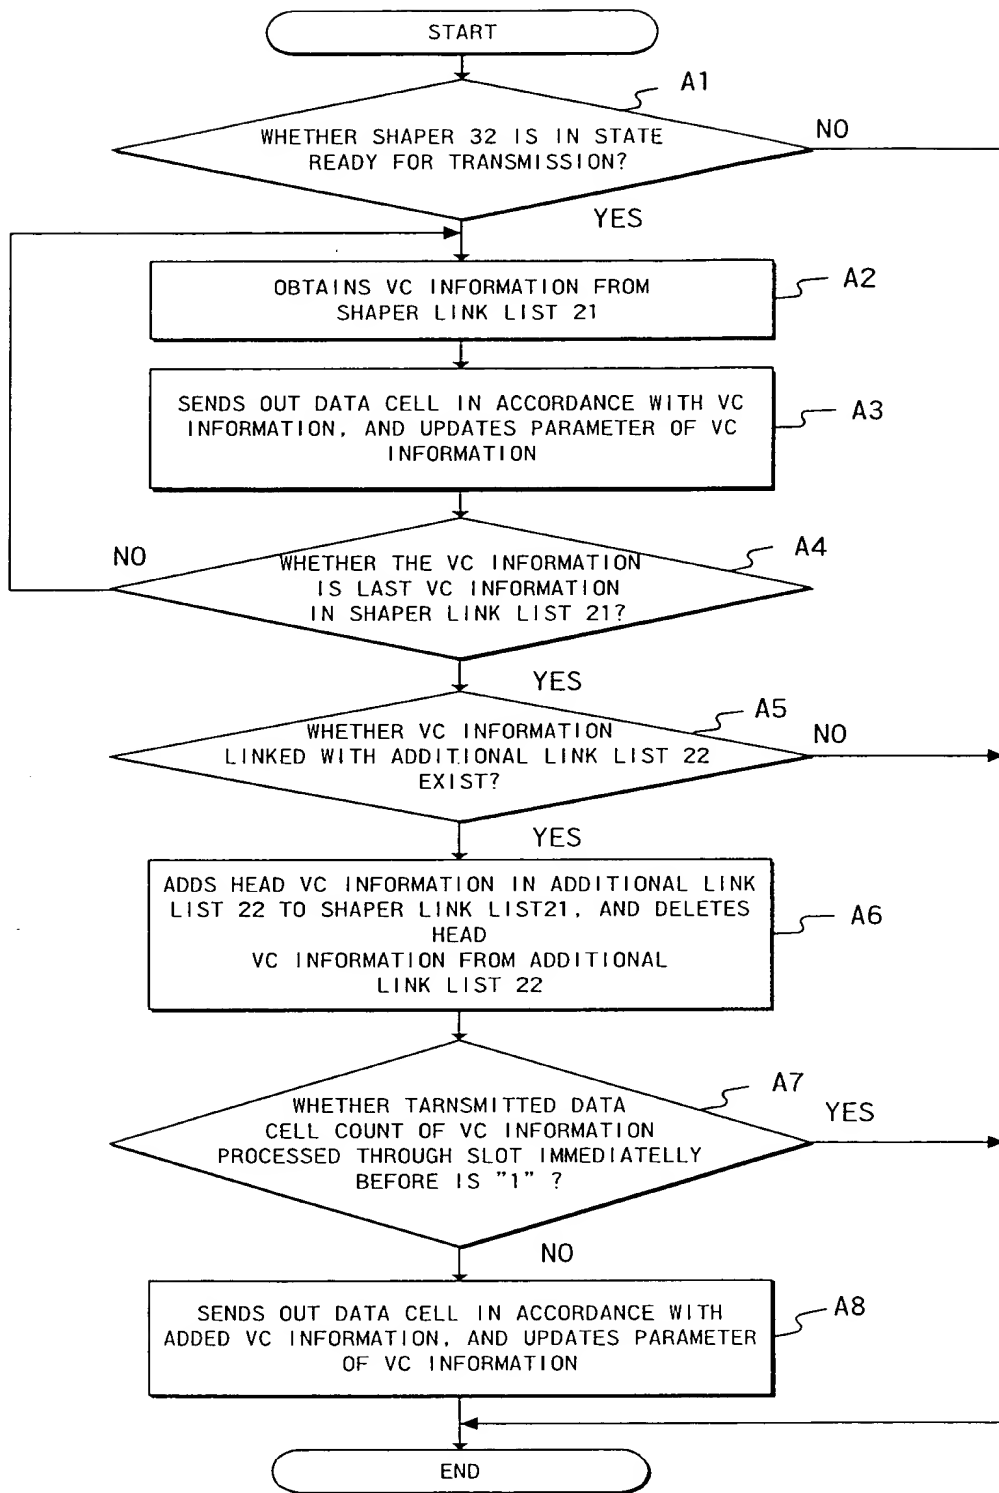 START
A1
WHETHER SHAPER 32 IS IN STATE
READY FOR TRANSMISSION?
NO
YES
OBTAINS VC INFORMATION FROM
SHAPER LINK LIST 21
A2
SENDS OUT DATA CELL IN ACCORDANCE WITH VC
INFORMATION, AND UPDATES PARAMETER OF VC
INFORMATION
A3
NO
WHETHER THE VC INFORMATION
IS LAST VC INFORMATION
IN SHAPER LINK LIST 21?
A4
YES
A5
WHETHER VC INFORMATION
LINKED WITH ADDITIONAL LINK LIST 22
EXIST?
NO
YES
ADDS HEAD VC INFORMATION IN ADDITIONAL LINK
LIST 22 TO SHAPER LINK LIST21, AND DELETES
HEAD
VC INFORMATION FROM ADDITIONAL
LINK LIST 22
A6
A7
WHETHER TARNSMITTED DATA
CELL COUNT OF VC INFORMATION
PROCESSED THROUGH SLOT IMMEDIATELLY
BEFORE IS "1" ?
YES
NO
SENDS OUT DATA CELL IN ACCORDANCE WITH
ADDED VC INFORMATION, AND UPDATES PARAMETER
OF VC INFORMATION
A8
END